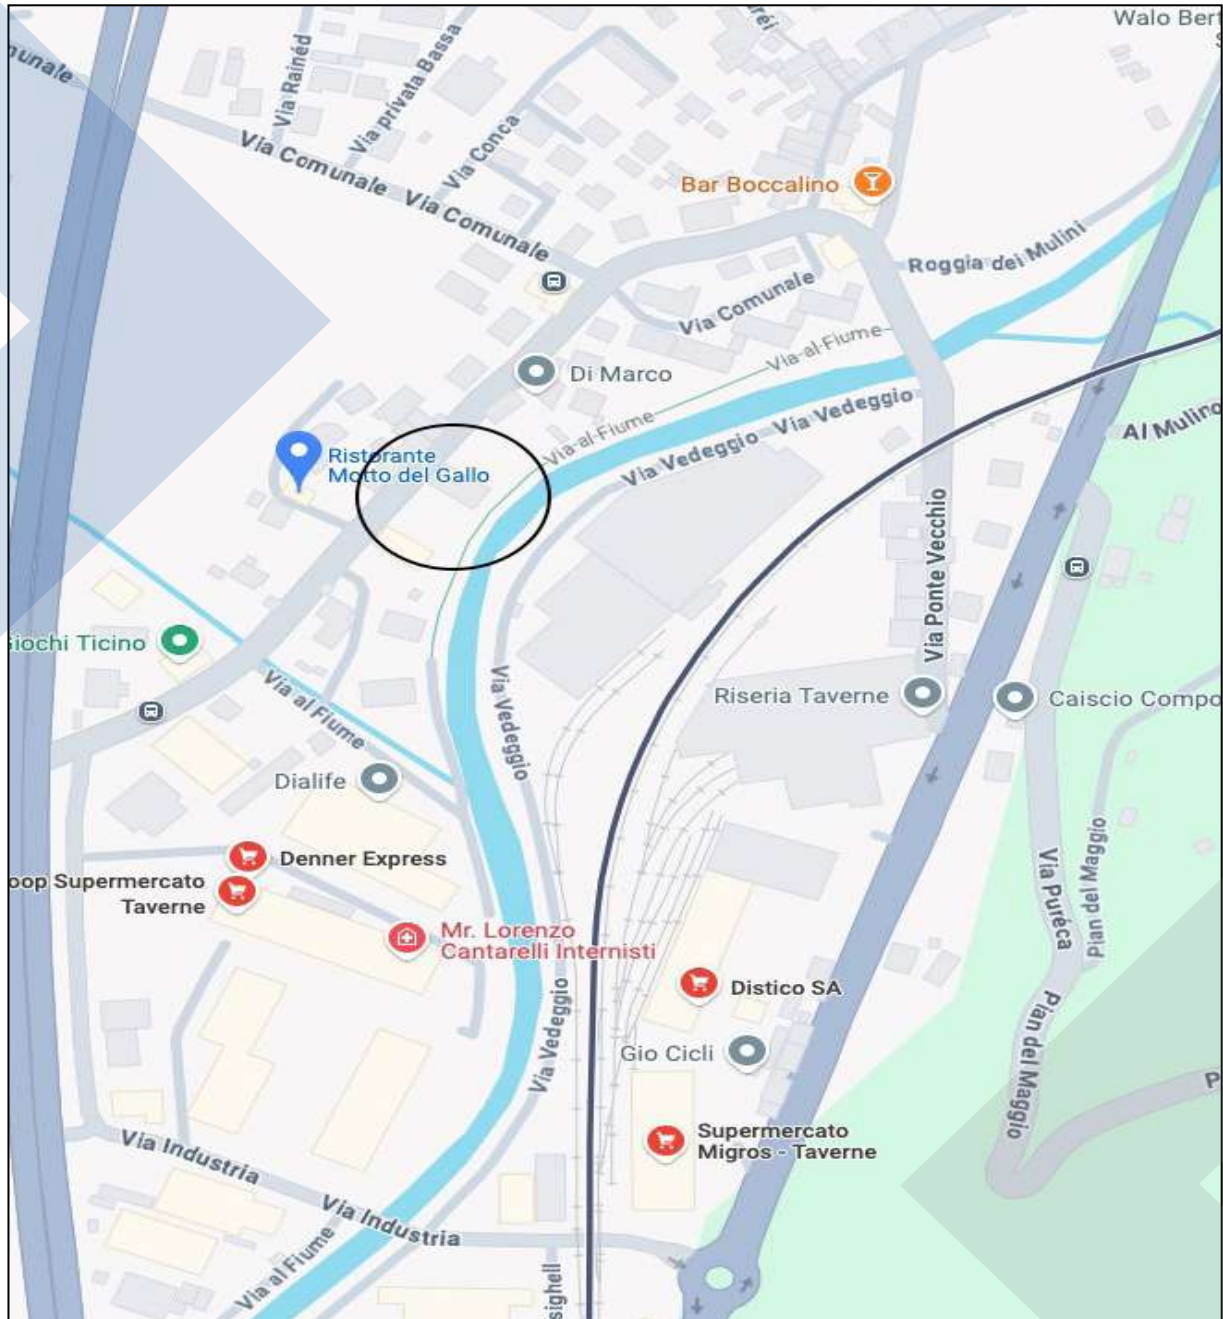 Walo Bert
unale
Via Rainéd
Via privata Bassa
réi
Via Conca
Via Comunale
Via Comunale
Bar Boccalino
Roggia dei Mulini
Via Comunale
Via al Fiume
Di Marco
Via Vedeggio
Via Vedeggio
Via al Fiume
Al Mulino
Ristorante
Motto del Gallo
Via Ponte Vecchio
iochi Ticino
Via al Fiume
Via Vedeggio
Riseria Taverne
Caiscio Compo
Dialife
Denner Express
oop Supermercato
Taverne
Via Puréca
Pian del Maggio
Mr. Lorenzo
Cantarelli Internisti
Distico SA
Via Vedeggio
Gio Cicli
Pian del Maggio
P
Supermercato
Migros - Taverne
Via Industria
Via Industria
Via al Fiume
sighell